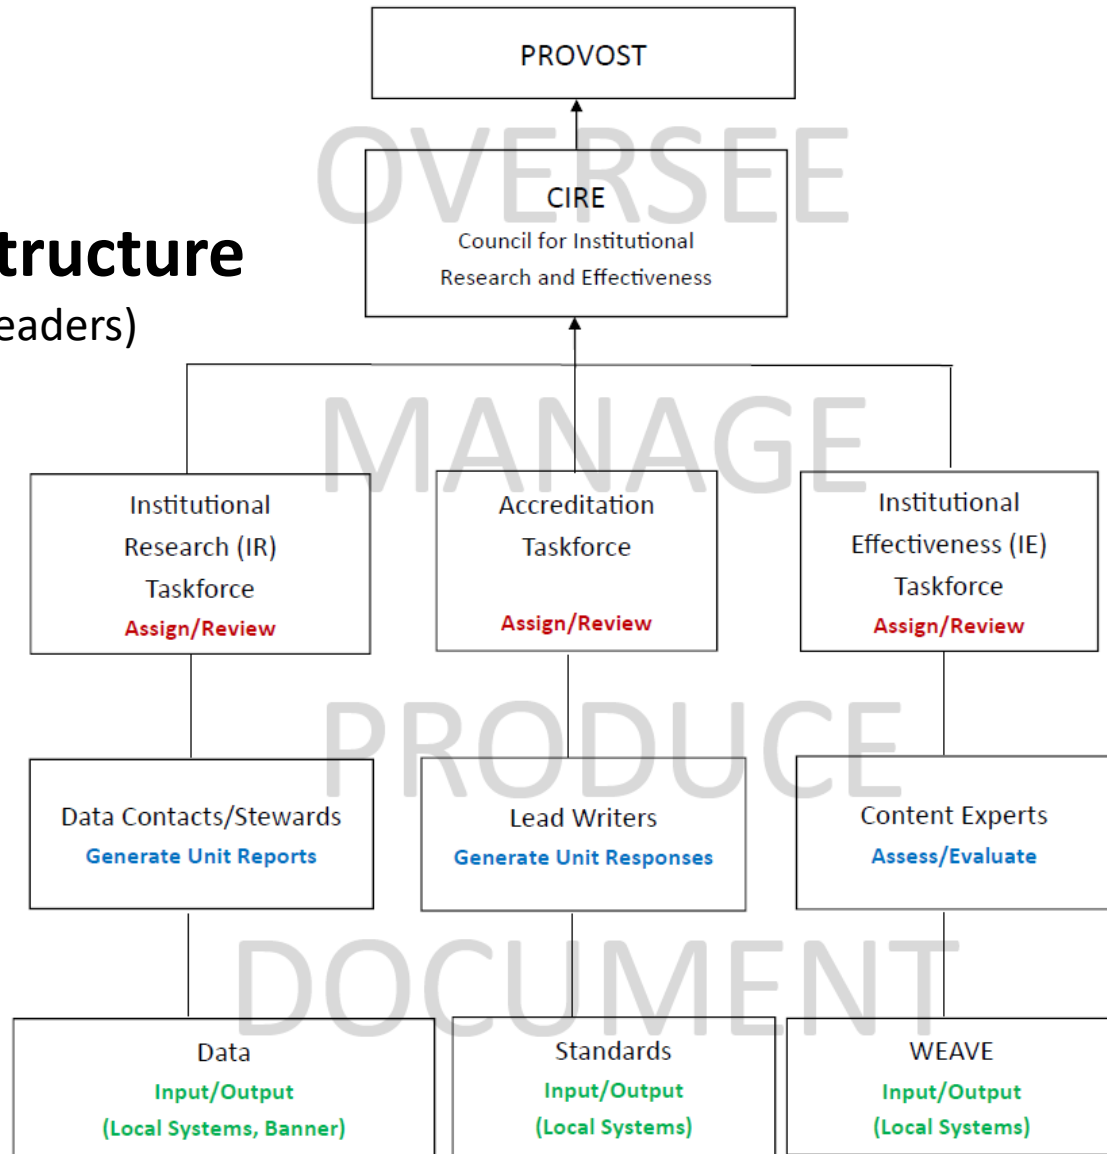 PROVOST
OVERSEE
CIRE
Council for Institutional
Research and Effectiveness
tructure
eaders)
MANAGE
Institutional
Research (IR)
Taskforce
Assign/Review
Accreditation
Taskforce
Assign/Review
Institutional
Effectiveness (IE)
Taskforce
Assign/Review
PRODUCE
Data Contacts/Stewards
Generate Unit Reports
Lead Writers
Generate Unit Responses
Content Experts
Assess/Evaluate
DOCUMENT
Data
Input/Output
(Local Systems, Banner)
Standards
Input/Output
(Local Systems)
WEAVE
Input/Output
(Local Systems)